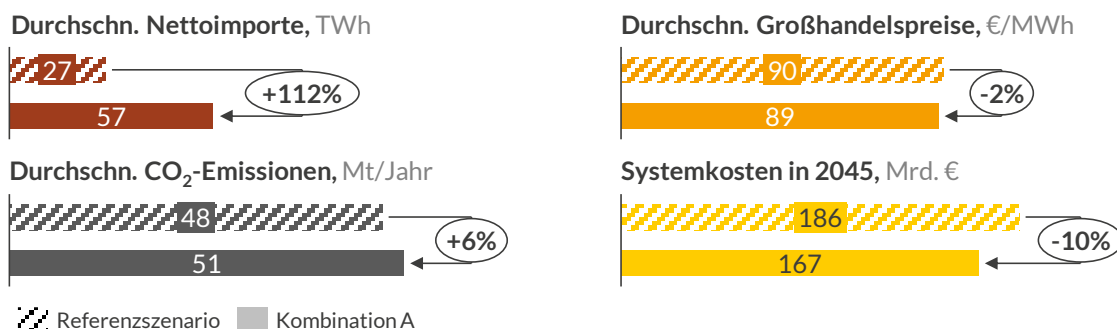 Durchschn. Nettoimporte, TWh
27
57
+112%
Durchschn. Großhandelspreise, €/MWh
90
89
-2%
Durchschn. CO₂-Emissionen, Mt/Jahr
48
51
+6%
Systemkosten in 2045, Mrd. €
186
167
-10%
Referenzszenario Kombination A